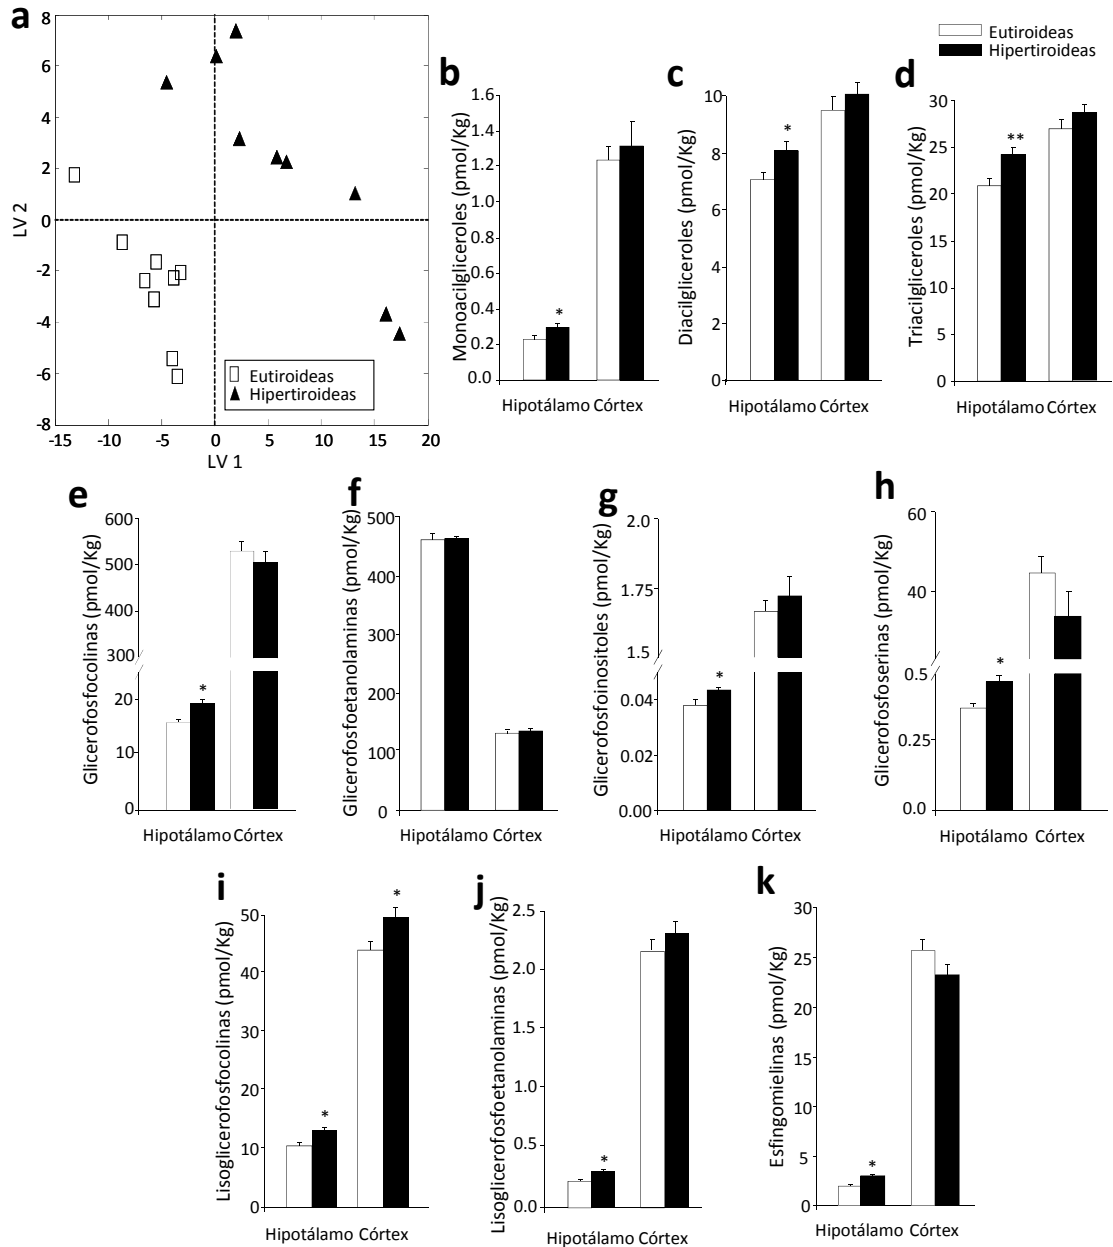 a
8
6
4
2
0
-2
-4
-6
-8
LV 2
-15 -10 -5 0 5 10 15 20
LV 1
Eutiroideas
Hipertiroideas
Eutiroideas
Hipertiroideas
b
Monoacilgliceroles (pmol/Kg)
1.6
1.4
1.2
1.0
0.8
0.6
0.4
0.2
0.0
*
Hipotálamo Córtex
c
Diacilgliceroles (pmol/Kg)
10
8
6
4
2
0
*
Hipotálamo Córtex
d
Triacilgliceroles (pmol/Kg)
30
25
20
15
10
5
0
**
Hipotálamo Córtex
e
Glicerofosfocolinas (pmol/Kg)
600
500
400
300
20
10
0
*
Hipotálamo Córtex
f
Glicerofosfoetanolaminas (pmol/Kg)
500
400
300
200
100
0
Hipotálamo Córtex
g
Glicerofosfoinositoles (pmol/Kg)
2.0
1.75
1.5
0.04
0.02
0.00
*
Hipotálamo Córtex
h
Glicerofosfoserinas (pmol/Kg)
60
40
0.5
0.25
0.0
*
Hipotálamo Córtex
i
Lisoglicerofosfocolinas (pmol/Kg)
50
40
30
20
10
0
*
*
Hipotálamo Córtex
j
Lisoglicerofosfoetanolaminas (pmol/Kg)
2.5
2.0
1.5
1.0
0.5
0.0
*
Hipotálamo Córtex
k
Esfingomielinas (pmol/Kg)
30
25
20
15
10
5
0
*
Hipotálamo Córtex